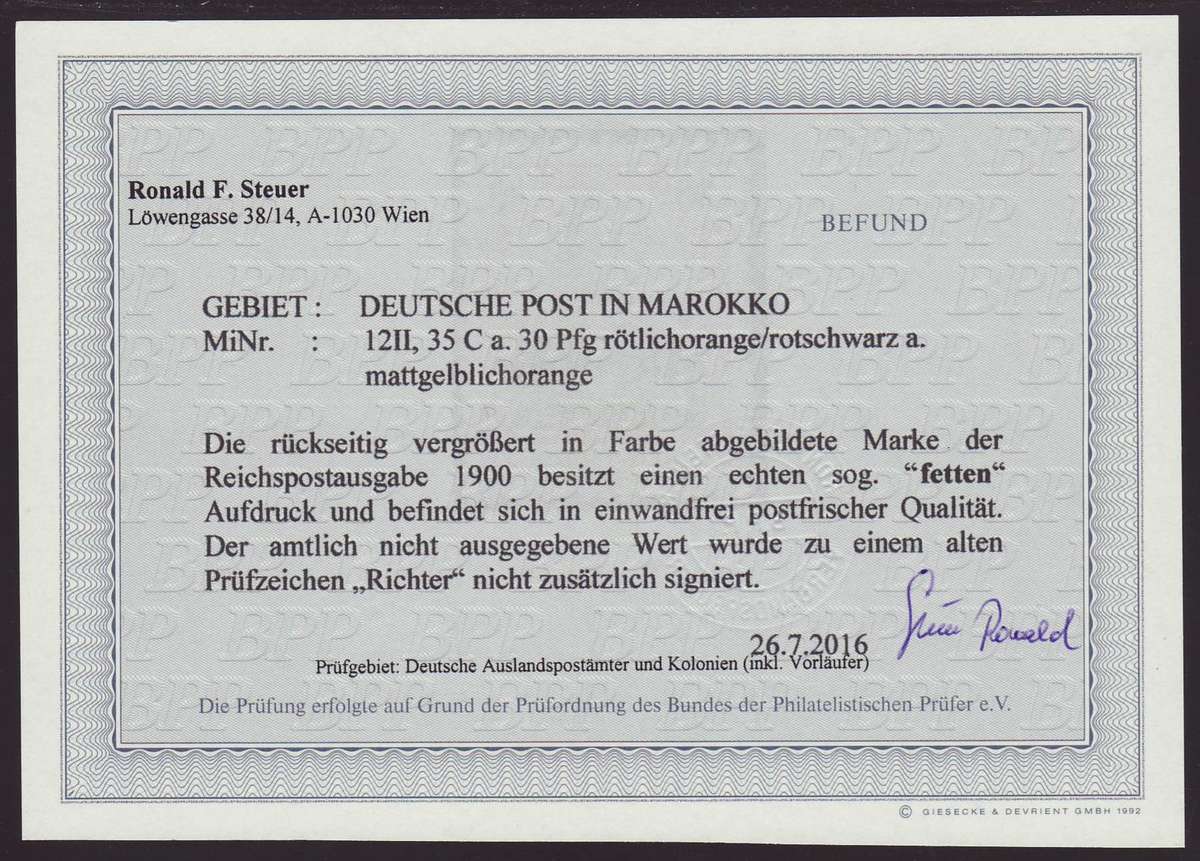 Ronald F. Steuer
Löwengasse 38/14, A-1030 Wien
BEFUND
GEBIET : DEUTSCHE POST IN MAROKKO
MiNr. : 12II, 35 C a. 30 Pfg rötlichorange/rotschwarz a.
mattgelblichorange
Die rückseitig vergrößert in Farbe abgebildete Marke der
Reichspostausgabe 1900 besitzt einen echten sog. “fetten“
Aufdruck und befindet sich in einwandfrei postfrischer Qualität.
Der amtlich nicht ausgegebene Wert wurde zu einem alten
Prüfzeichen „Richter“ nicht zusätzlich signiert.
Steuer Ronald
26.7.2016
Prüfgebiet: Deutsche Auslandspostämter und Kolonien (inkl. Vorläufer)
Die Prüfung erfolgte auf Grund der Prüfordnung des Bundes der Philatelistischen Prüfer e.V.
© GIESECKE & DEVRIENT GMBH 1992